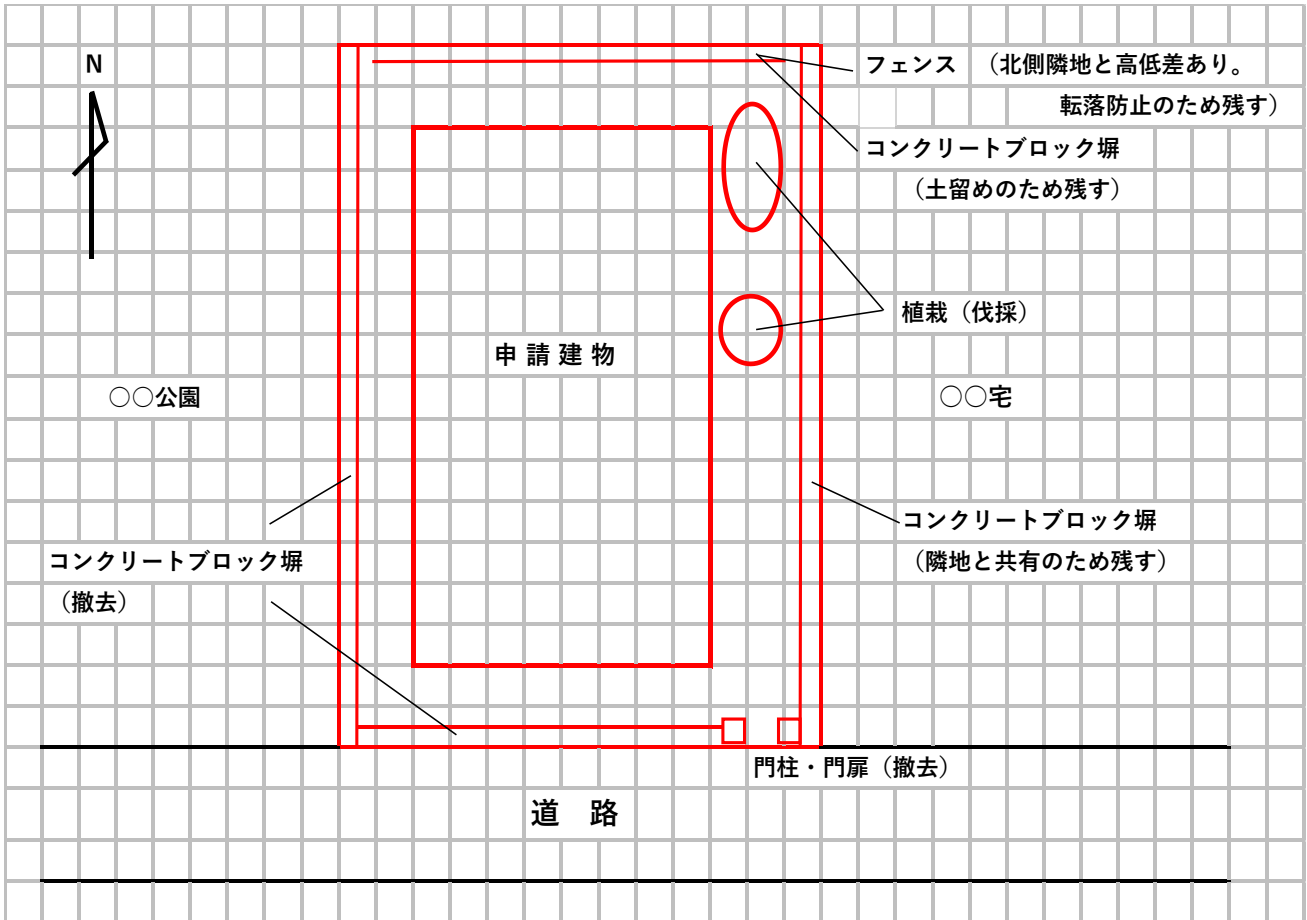 N
フェンス　（北側隣地と高低差あり。
転落防止のため残す）
コンクリートブロック塀
（土留めのため残す）
植栽（伐採）
申請建物
○○公園
○○宅
コンクリートブロック塀
（隣地と共有のため残す）
コンクリートブロック塀
（撤去）
門柱・門扉（撤去）
道　路